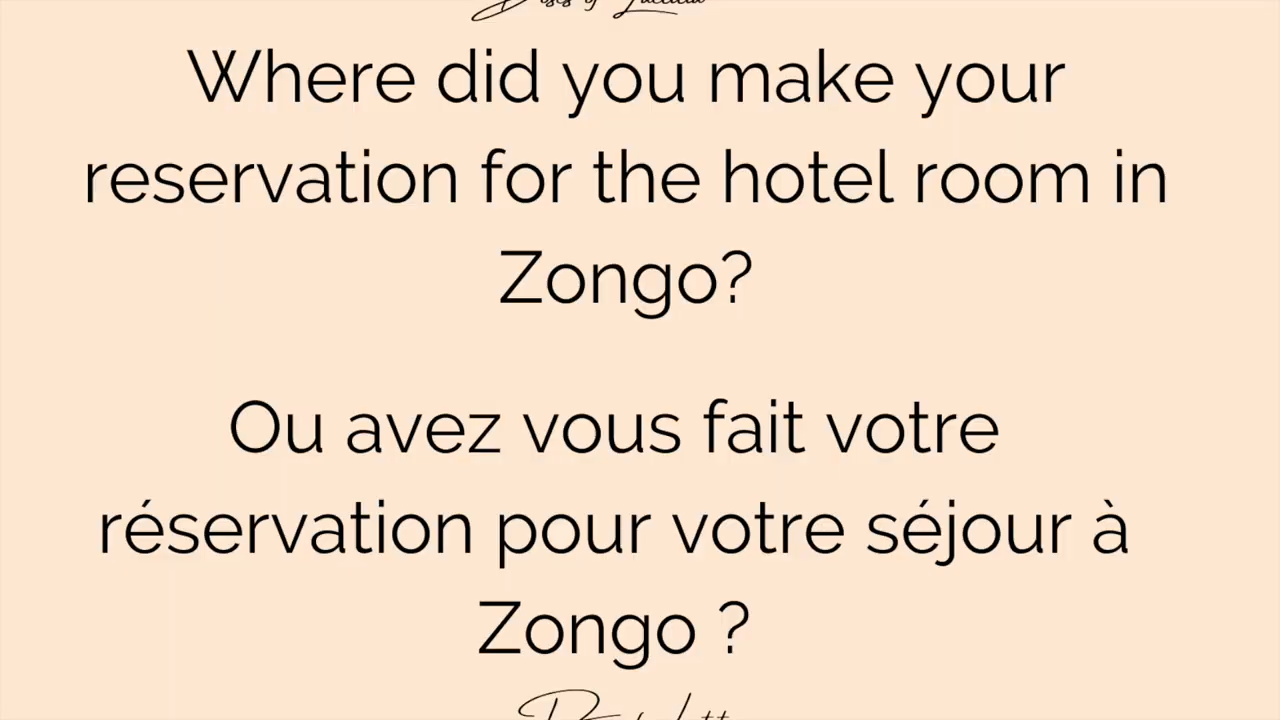 Where did you make your
reservation for the hotel room in
Zongo?
Ou avez vous fait votre
réservation pour votre séjour à
Zongo ?